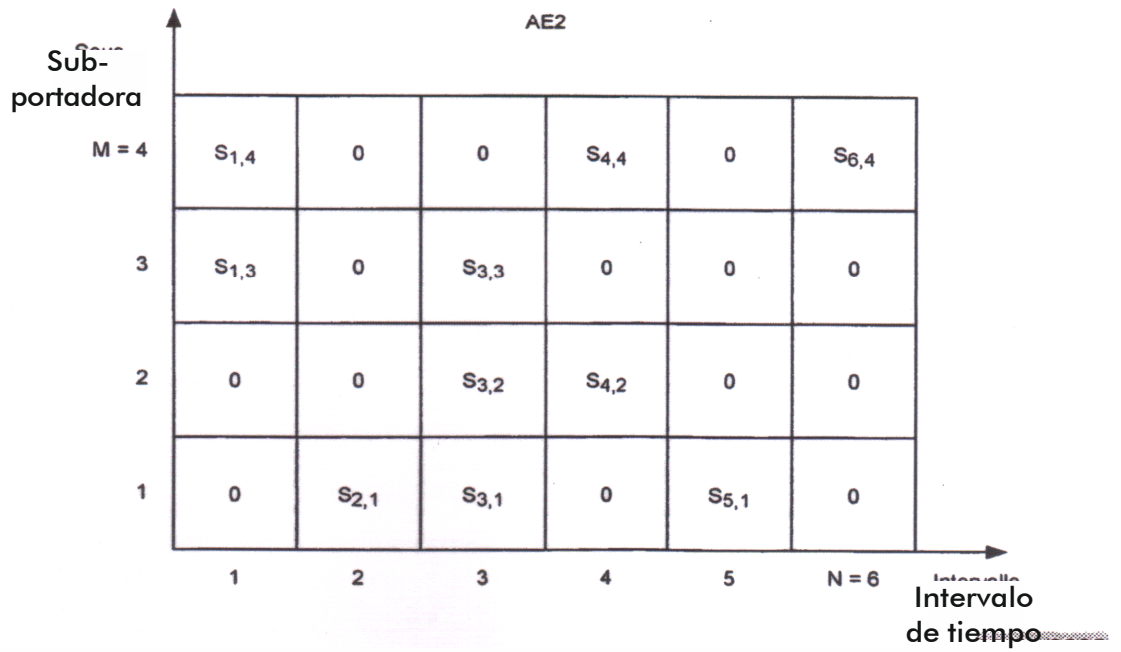 AE2
Sub-
portadora
M = 4 S1,4 0 0 S4,4 0 S6,4
3 S1,3 0 S3,3 0 0 0
2 0 0 S3,2 S4,2 0 0
1 0 S2,1 S3,1 0 S5,1 0
1 2 3 4 5 N = 6
Intervalo
de tiempo